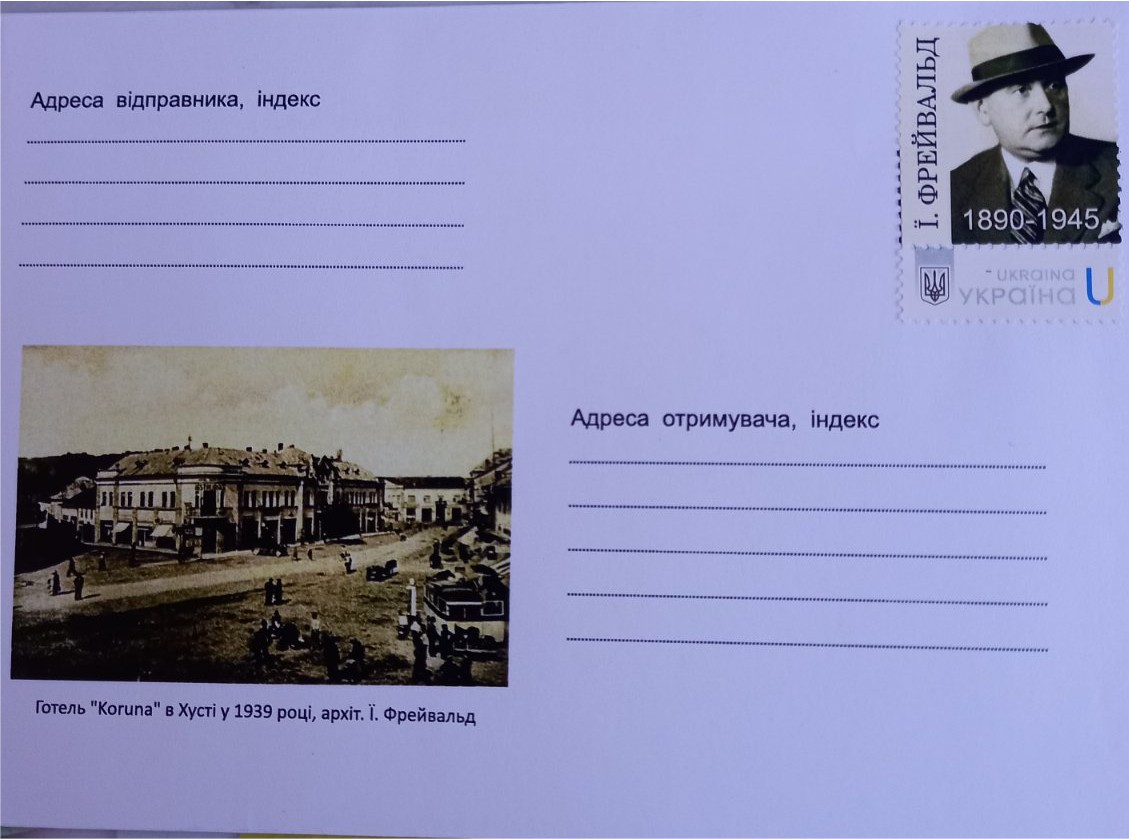 Адреса відправника, індекс
Ї. ФРЕЙВАЛЬД
1890-1945
UKRAINA
УКРАЇНА
Адреса отримувача, індекс
Готель "Koruna" в Хусті у 1939 році, архіт. Ї. Фрейвальд